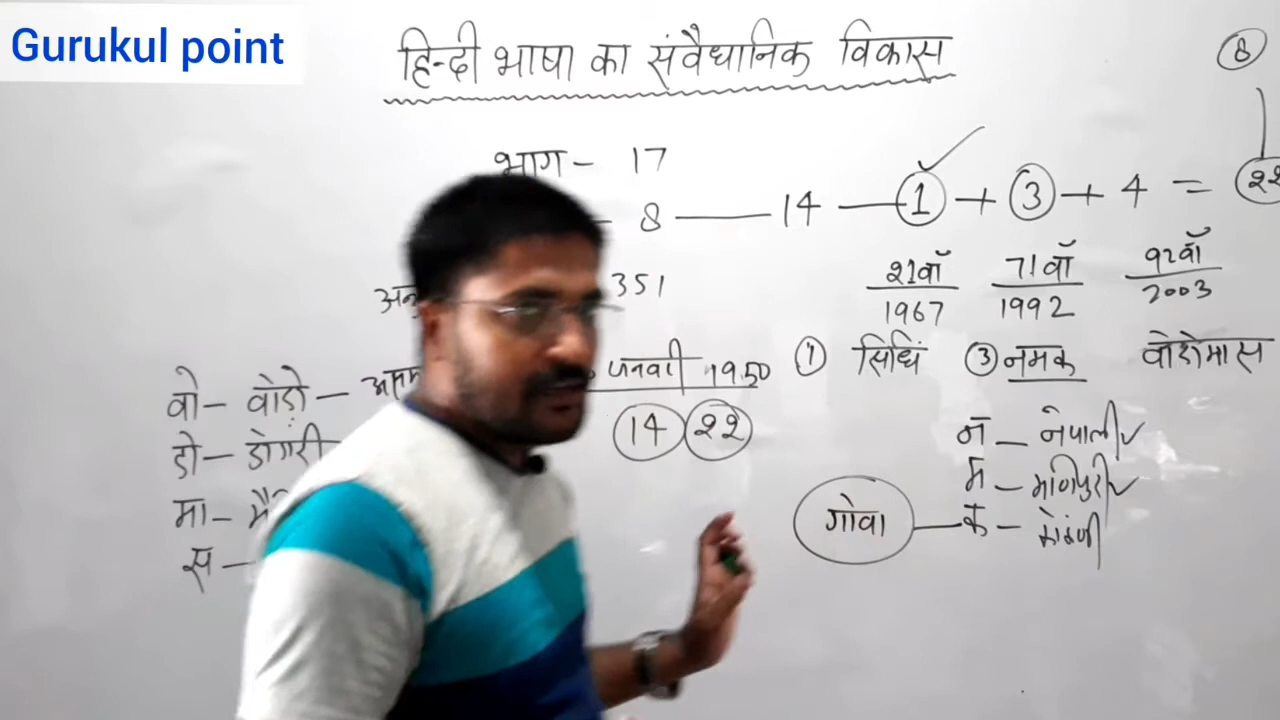 Gurukul point
हिन्दी भाषा का संवैधानिक विकास
8
भाग - 17
8 — 14 — 1 + 3 + 4 = 22
351
21वाँ 71वाँ 92वाँ
1967 1992 2003
जनवरी 1950
1 सिधिं 3 नमक वोडोमास
वो - वोड़ो -
14 22
डो - डोगरी
न - नेपाली
मा -
म - मणिपुरी
गोवा — क - कोंकणी
स -